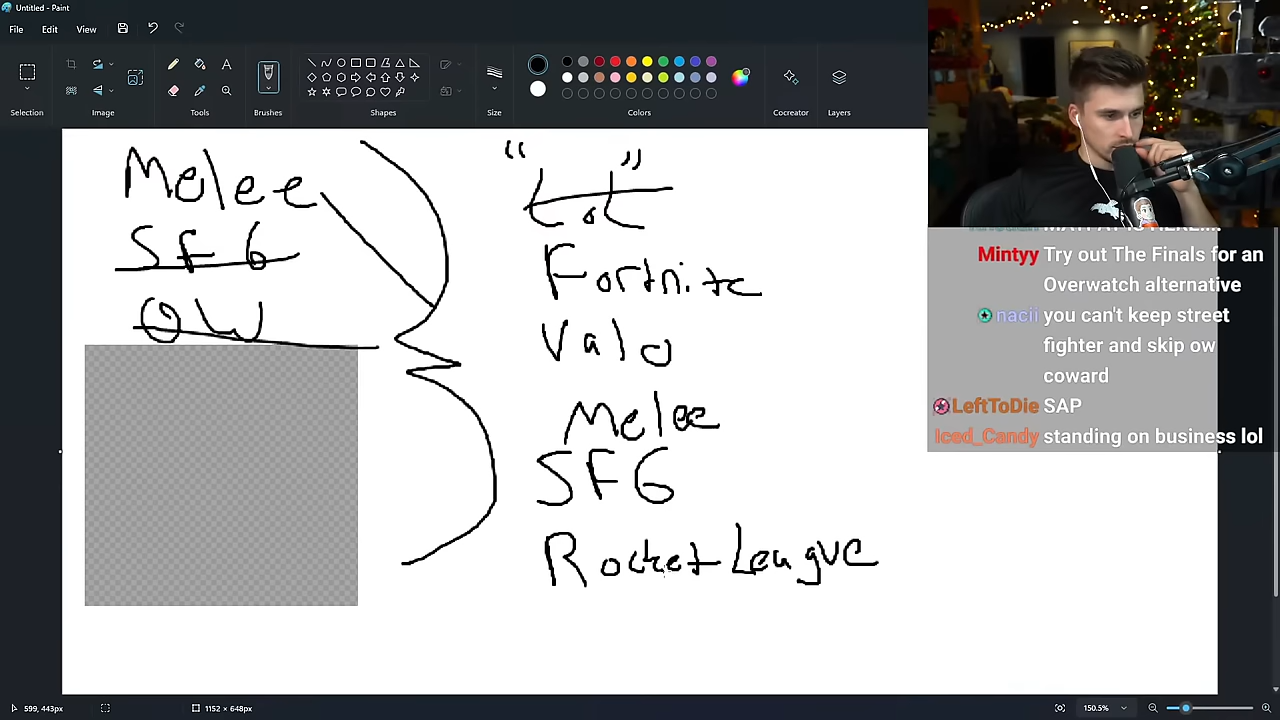 Untitled - Paint
File Edit View
Selection
Image
Tools
Brushes
Shapes
Size
Colors
Cocreator
Layers
Melee
SF6
OW
" "
LoL
Fortnite
Valo
Melee
SF6
Rocket League
Mintyy Try out The Finals for an
Overwatch alternative
nacii you can't keep street
fighter and skip ow
coward
LeftToDie SAP
Iced_Candy standing on business lol
599, 443px
1152 × 648px
150.5%